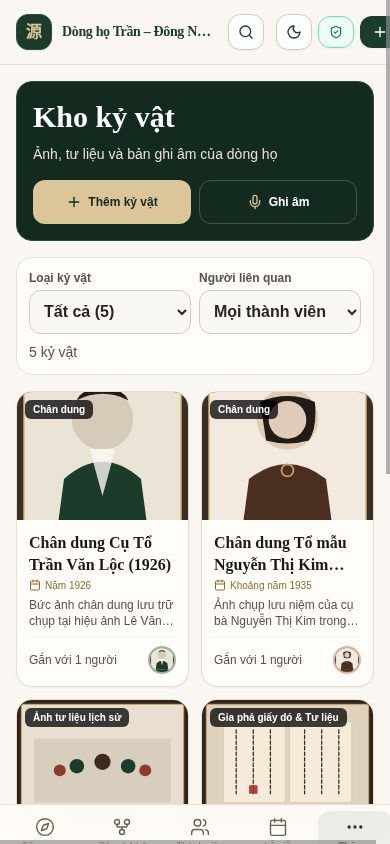 源 Dòng họ Trần – Đông N…
Kho kỷ vật
Ảnh, tư liệu và bản ghi âm của dòng họ
Thêm kỷ vật
Ghi âm
Loại kỷ vật
Người liên quan
Tất cả (5)
Mọi thành viên
5 kỷ vật
Chân dung
Chân dung Cụ Tổ
Trần Văn Lộc (1926)
Năm 1926
Bức ảnh chân dung lưu trữ
chụp tại hiệu ảnh Lê Văn…
Gắn với 1 người
Chân dung
Chân dung Tổ mẫu
Nguyễn Thị Kim…
Khoảng năm 1935
Ảnh chụp lưu niệm của cụ
bà Nguyễn Thị Kim trong…
Gắn với 1 người
Ảnh tư liệu lịch sử
Gia phả giấy dó & Tư liệu